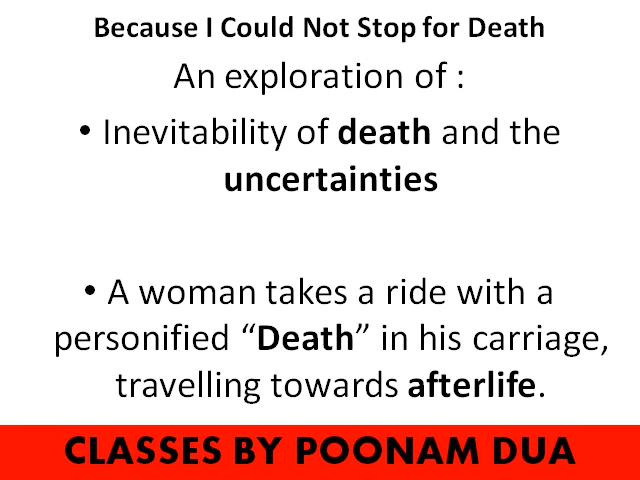 Because I Could Not Stop for Death
An exploration of :
• Inevitability of death and the
uncertainties
• A woman takes a ride with a
personified “Death” in his carriage,
travelling towards afterlife.
CLASSES BY POONAM DUA